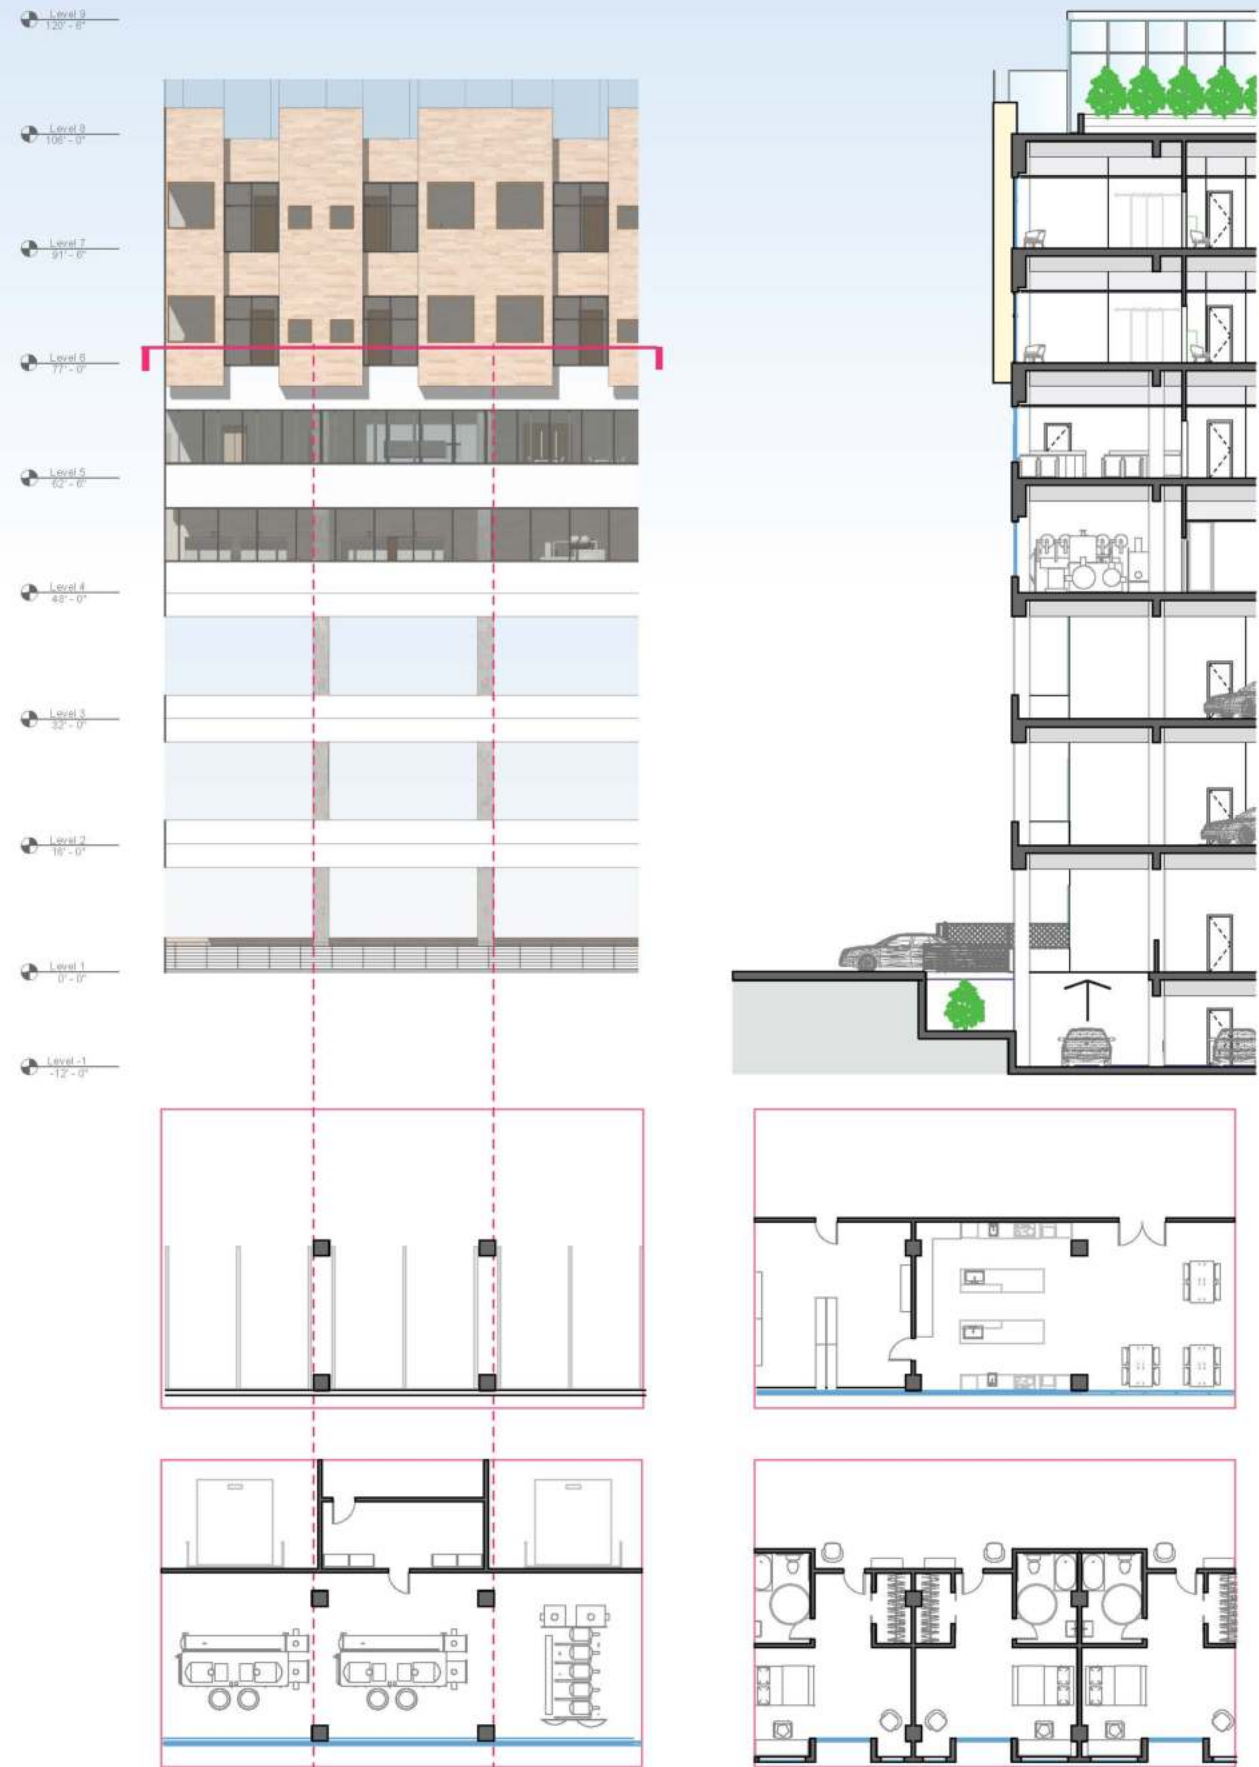 Level 9
120' - 6"
Level 8
106' - 0"
Level 7
91' - 6"
Level 6
77' - 0"
Level 5
62' - 6"
Level 4
48' - 0"
Level 3
32' - 0"
Level 2
16' - 0"
Level 1
0' - 0"
Level -1
-12' - 0"